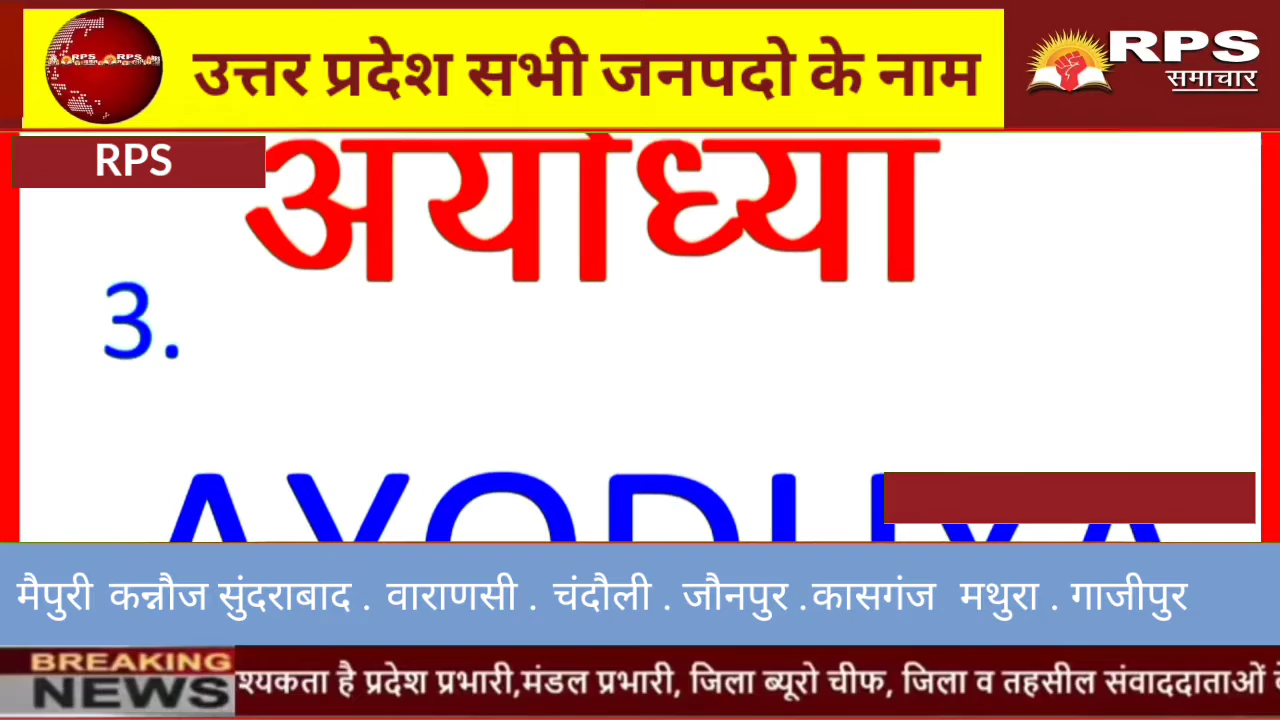 उत्तर प्रदेश सभी जनपदो के नाम
RPS
समाचार
RPS
अयोध्या
3.
AYODHYA
मैपुरी कन्नौज सुंदराबाद . वाराणसी . चंदौली . जौनपुर .कासगंज मथुरा . गाजीपुर
BREAKING
NEWS
श्यकता है प्रदेश प्रभारी,मंडल प्रभारी, जिला ब्यूरो चीफ, जिला व तहसील संवाददाताओं